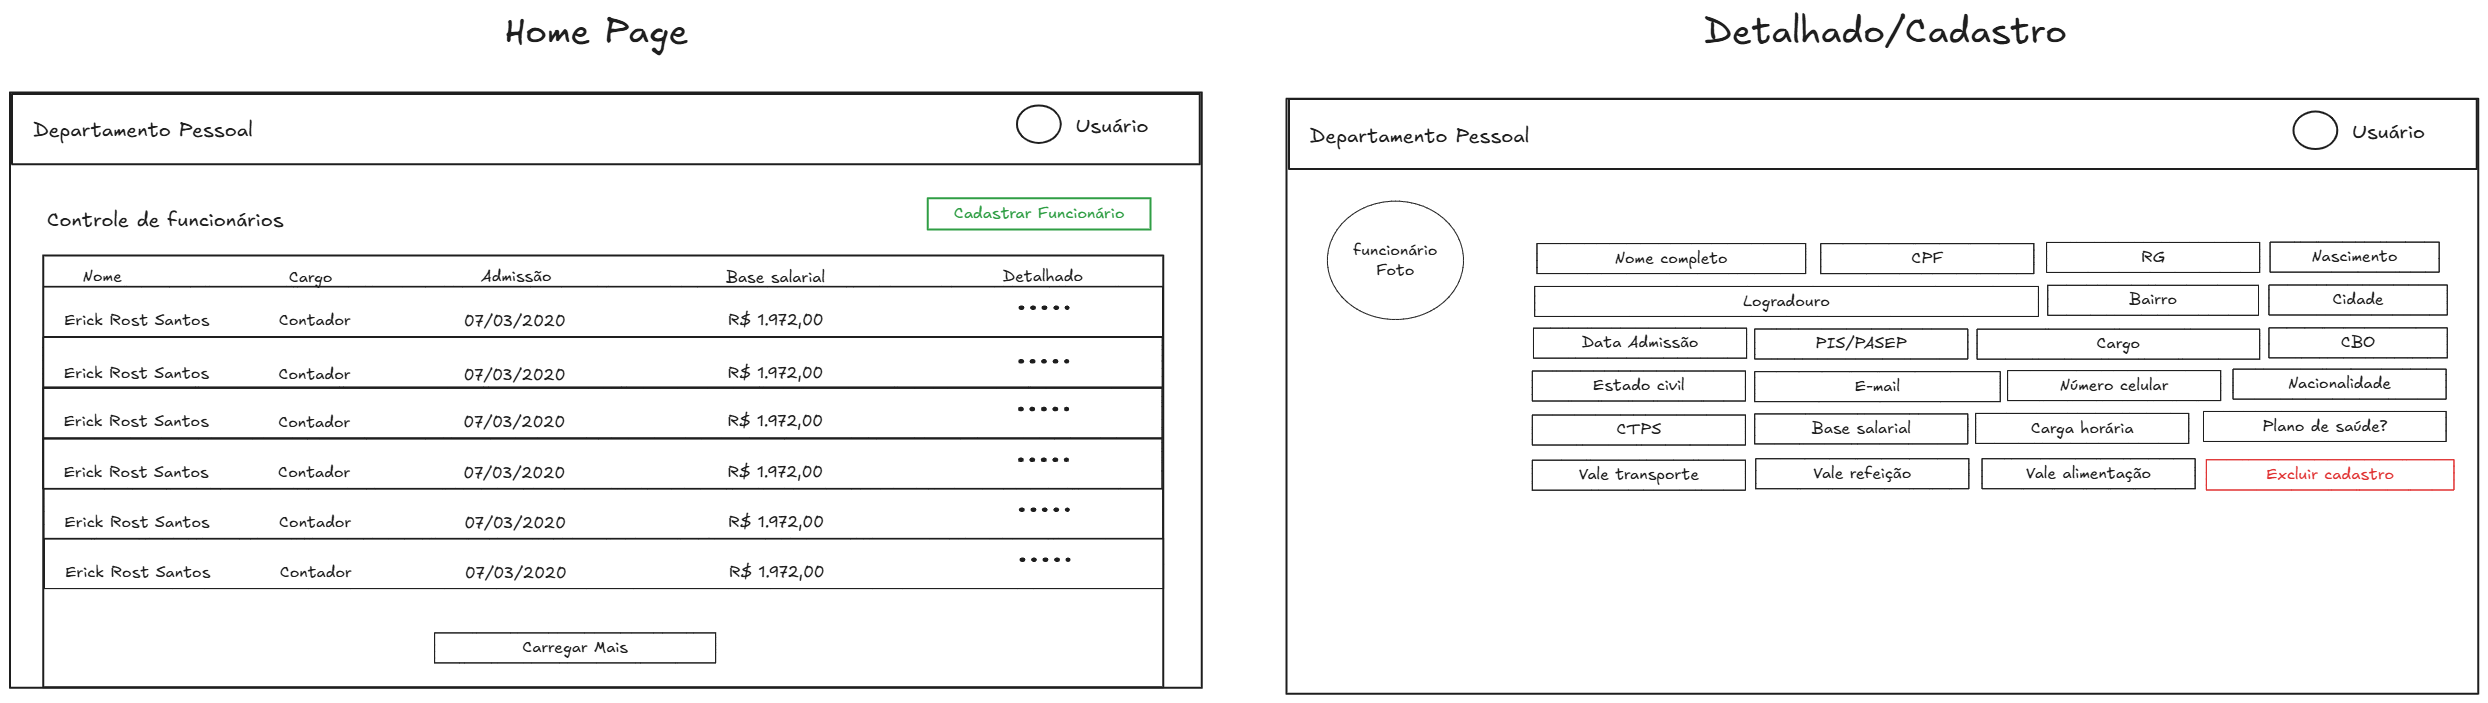 Home Page
Departamento Pessoal
Usuário
Controle de funcionários
Cadastrar Funcionário
Nome Cargo Admissão Base salarial Detalhado
Erick Rost Santos Contador 07/03/2020 R$ 1.972,00 .....
Erick Rost Santos Contador 07/03/2020 R$ 1.972,00 .....
Erick Rost Santos Contador 07/03/2020 R$ 1.972,00 .....
Erick Rost Santos Contador 07/03/2020 R$ 1.972,00 .....
Erick Rost Santos Contador 07/03/2020 R$ 1.972,00 .....
Erick Rost Santos Contador 07/03/2020 R$ 1.972,00 .....
Carregar Mais
Detalhado/Cadastro
Departamento Pessoal
Usuário
funcionário
Foto
Nome completo CPF RG Nascimento
Logradouro Bairro Cidade
Data Admissão PIS/PASEP Cargo CBO
Estado civil E-mail Número celular Nacionalidade
CTPS Base salarial Carga horária Plano de saúde?
Vale transporte Vale refeição Vale alimentação Excluir cadastro